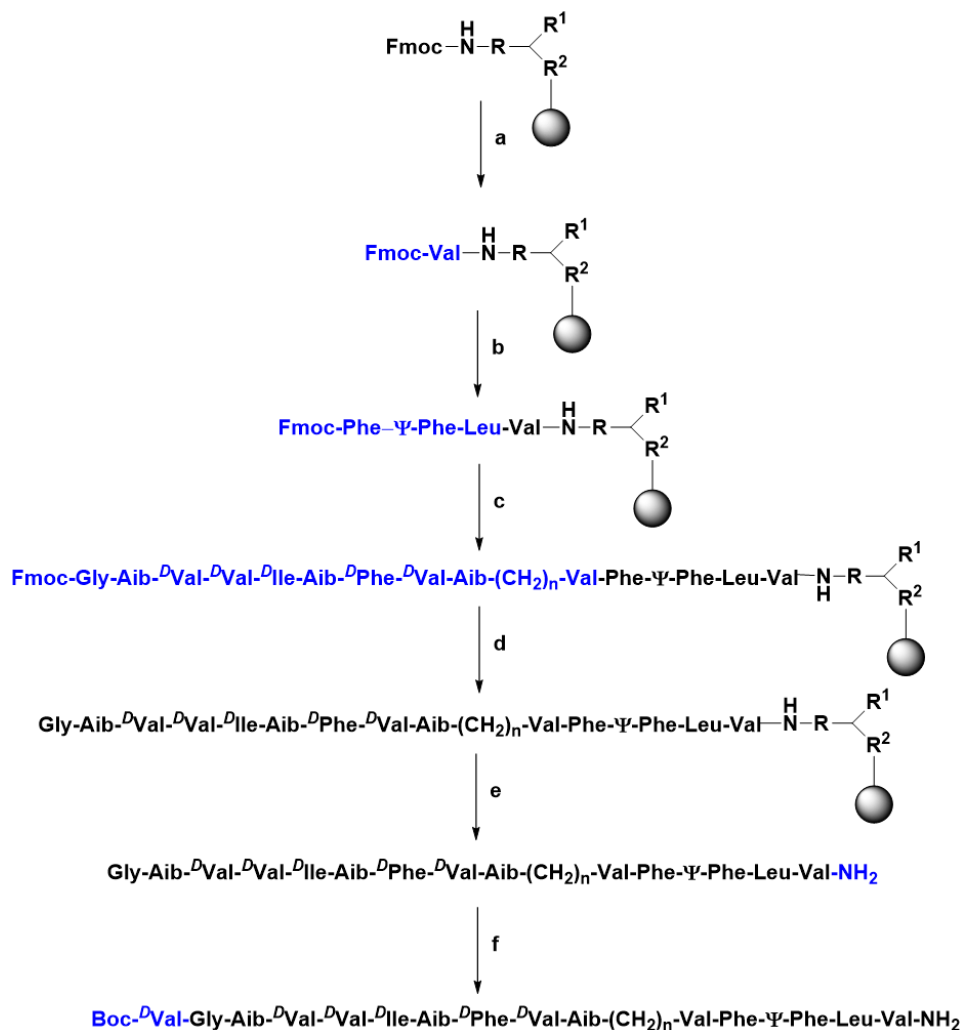 Fmoc-N-R R¹
H
R²
a
Fmoc-Val-N-R R¹
H
R²
b
Fmoc-Phe-Ψ-Phe-Leu-Val-N-R R¹
H
R²
c
Fmoc-Gly-Aib-ᴰVal-ᴰVal-ᴰIle-Aib-ᴰPhe-ᴰVal-Aib-(CH₂)ₙ-Val-Phe-Ψ-Phe-Leu-Val-N-R R¹
H
R²
d
Gly-Aib-ᴰVal-ᴰVal-ᴰIle-Aib-ᴰPhe-ᴰVal-Aib-(CH₂)ₙ-Val-Phe-Ψ-Phe-Leu-Val-N-R R¹
H
R²
e
Gly-Aib-ᴰVal-ᴰVal-ᴰIle-Aib-ᴰPhe-ᴰVal-Aib-(CH₂)ₙ-Val-Phe-Ψ-Phe-Leu-Val-NH₂
f
Boc-ᴰVal-Gly-Aib-ᴰVal-ᴰVal-ᴰIle-Aib-ᴰPhe-ᴰVal-Aib-(CH₂)ₙ-Val-Phe-Ψ-Phe-Leu-Val-NH₂